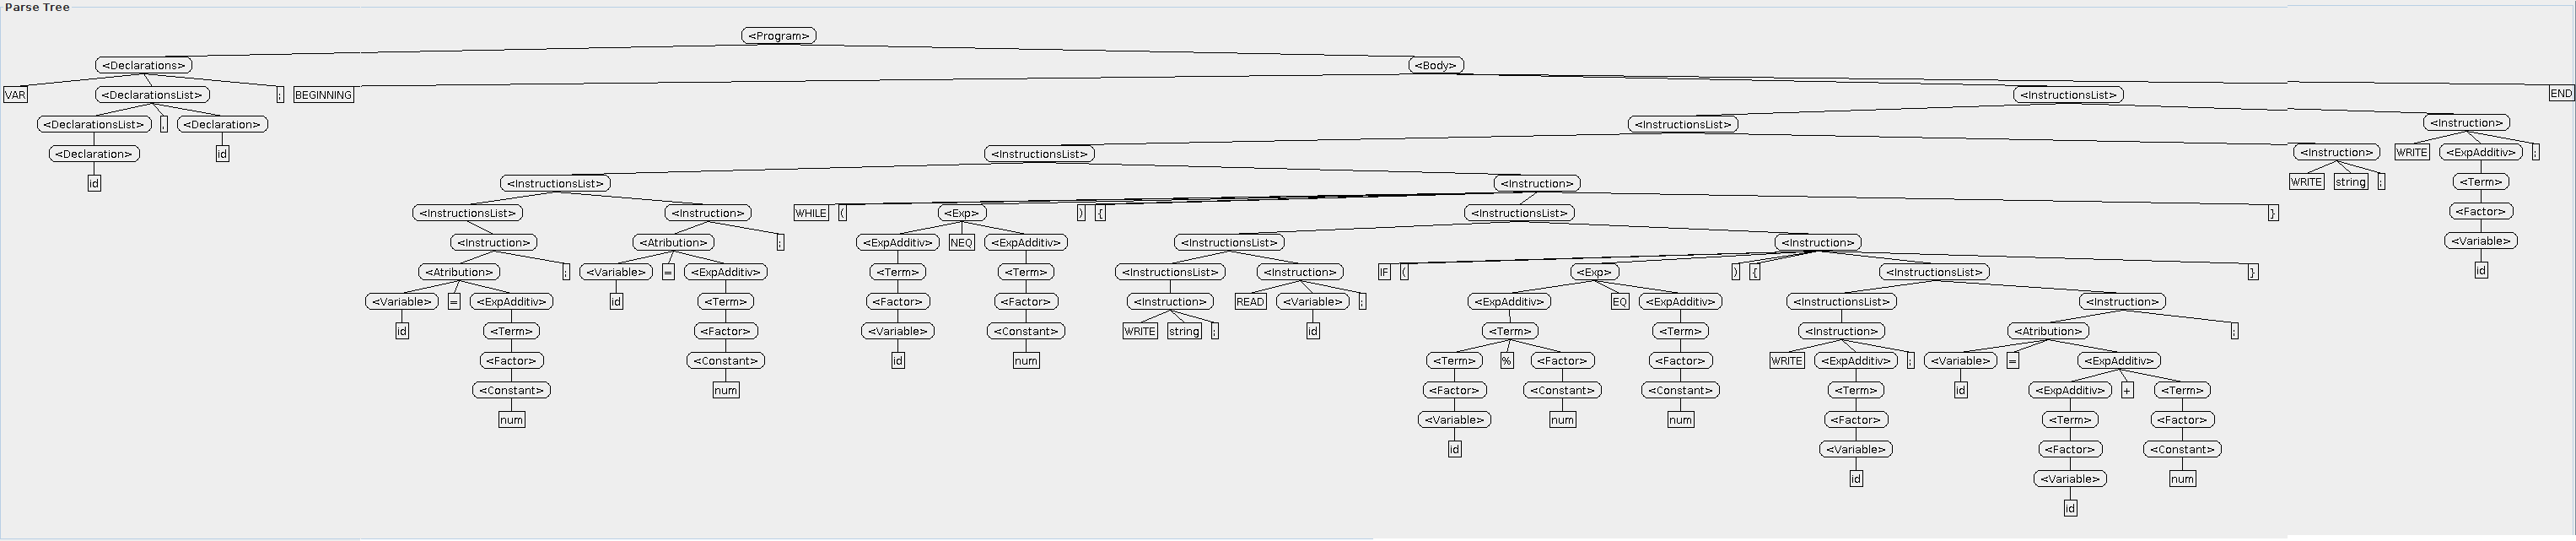 Parse Tree
<Program>
<Declarations> <Body>
VAR <DeclarationsList> ; BEGINNING <InstructionsList> END
<DeclarationsList> , <Declaration> <InstructionsList> <Instruction>
<Declaration> id <InstructionsList> <Instruction> WRITE <ExpAdditiv> ;
id <InstructionsList> <Instruction> WRITE string ; <Term>
<InstructionsList> <Instruction> WHILE ( <Exp> ) { <InstructionsList> } <Factor>
<Instruction> <Atribution> ; <ExpAdditiv> NEQ <ExpAdditiv> <InstructionsList> <Instruction> <Variable>
<Atribution> ; <Variable> = <ExpAdditiv> <Term> <Term> <InstructionsList> <Instruction> IF ( <Exp> ) { <InstructionsList> } id
<Variable> = <ExpAdditiv> id <Term> <Factor> <Factor> <Instruction> READ <Variable> ; <ExpAdditiv> EQ <ExpAdditiv> <InstructionsList> <Instruction>
id <Term> <Factor> <Variable> <Constant> WRITE string ; id <Term> <Term> <Instruction> <Atribution> ;
<Factor> <Constant> id num <Term> % <Factor> <Factor> WRITE <ExpAdditiv> ; <Variable> = <ExpAdditiv>
<Constant> num <Factor> <Constant> <Constant> <Term> id <ExpAdditiv> + <Term>
num <Variable> num num <Factor> <Term> <Factor>
id <Variable> <Factor> <Constant>
id <Variable> num
id